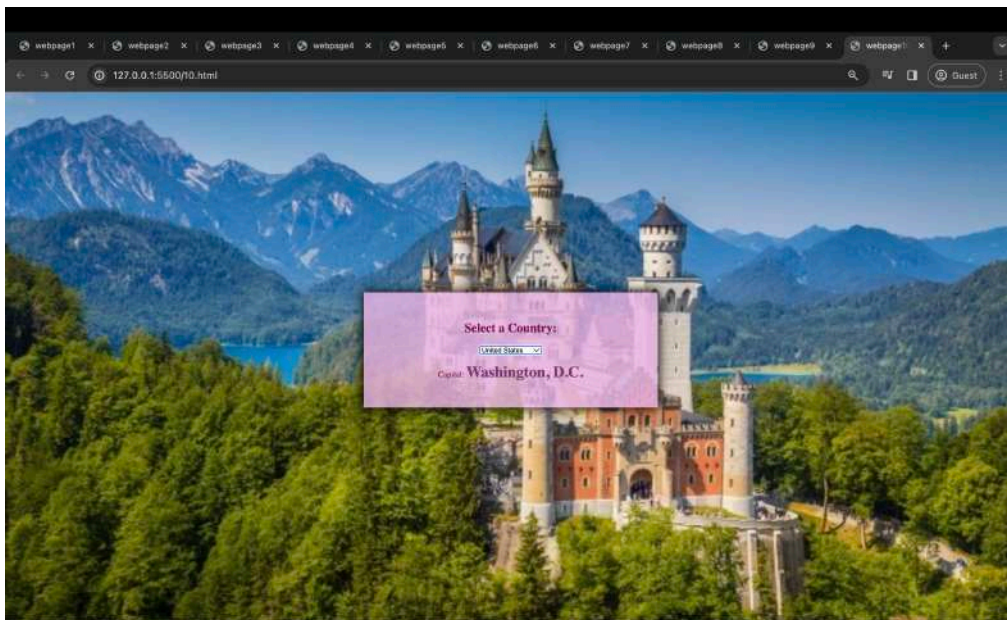 webpage1 webpage2 webpage3 webpage4 webpage5 webpage6 webpage7 webpage8 webpage9 webpage1
127.0.0.1:5500/10.html Guest
Select a Country:
United States
Capital: Washington, D.C.